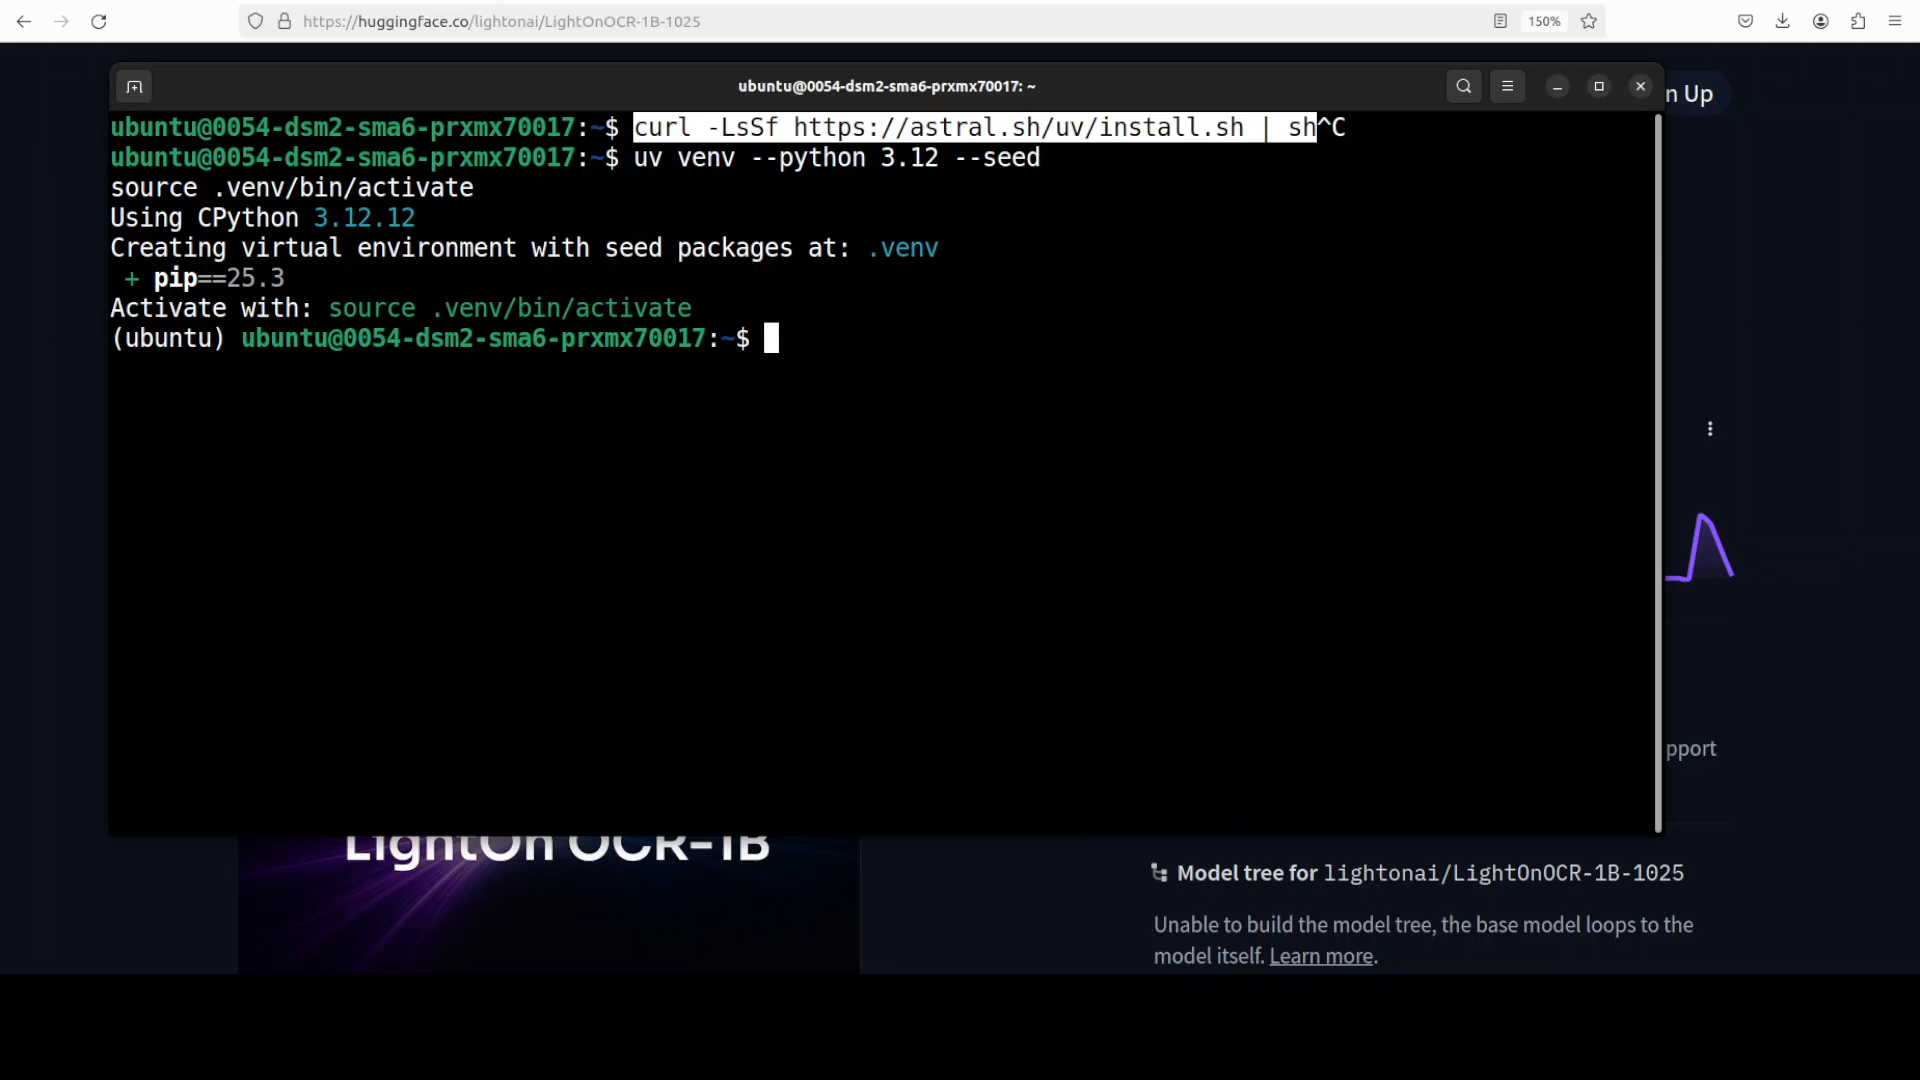 https://huggingface.co/lightonai/LightOnOCR-1B-1025
150%
ubuntu@0054-dsm2-sma6-prxmx70017: ~
n Up
ubuntu@0054-dsm2-sma6-prxmx70017:~$ curl -LsSf https://astral.sh/uv/install.sh | sh^C
ubuntu@0054-dsm2-sma6-prxmx70017:~$ uv venv --python 3.12 --seed
source .venv/bin/activate
Using CPython 3.12.12
Creating virtual environment with seed packages at: .venv
+ pip==25.3
Activate with: source .venv/bin/activate
(ubuntu) ubuntu@0054-dsm2-sma6-prxmx70017:~$
pport
LightOn OCR-1B
Model tree for lightonai/LightOnOCR-1B-1025
Unable to build the model tree, the base model loops to the
model itself. Learn more.